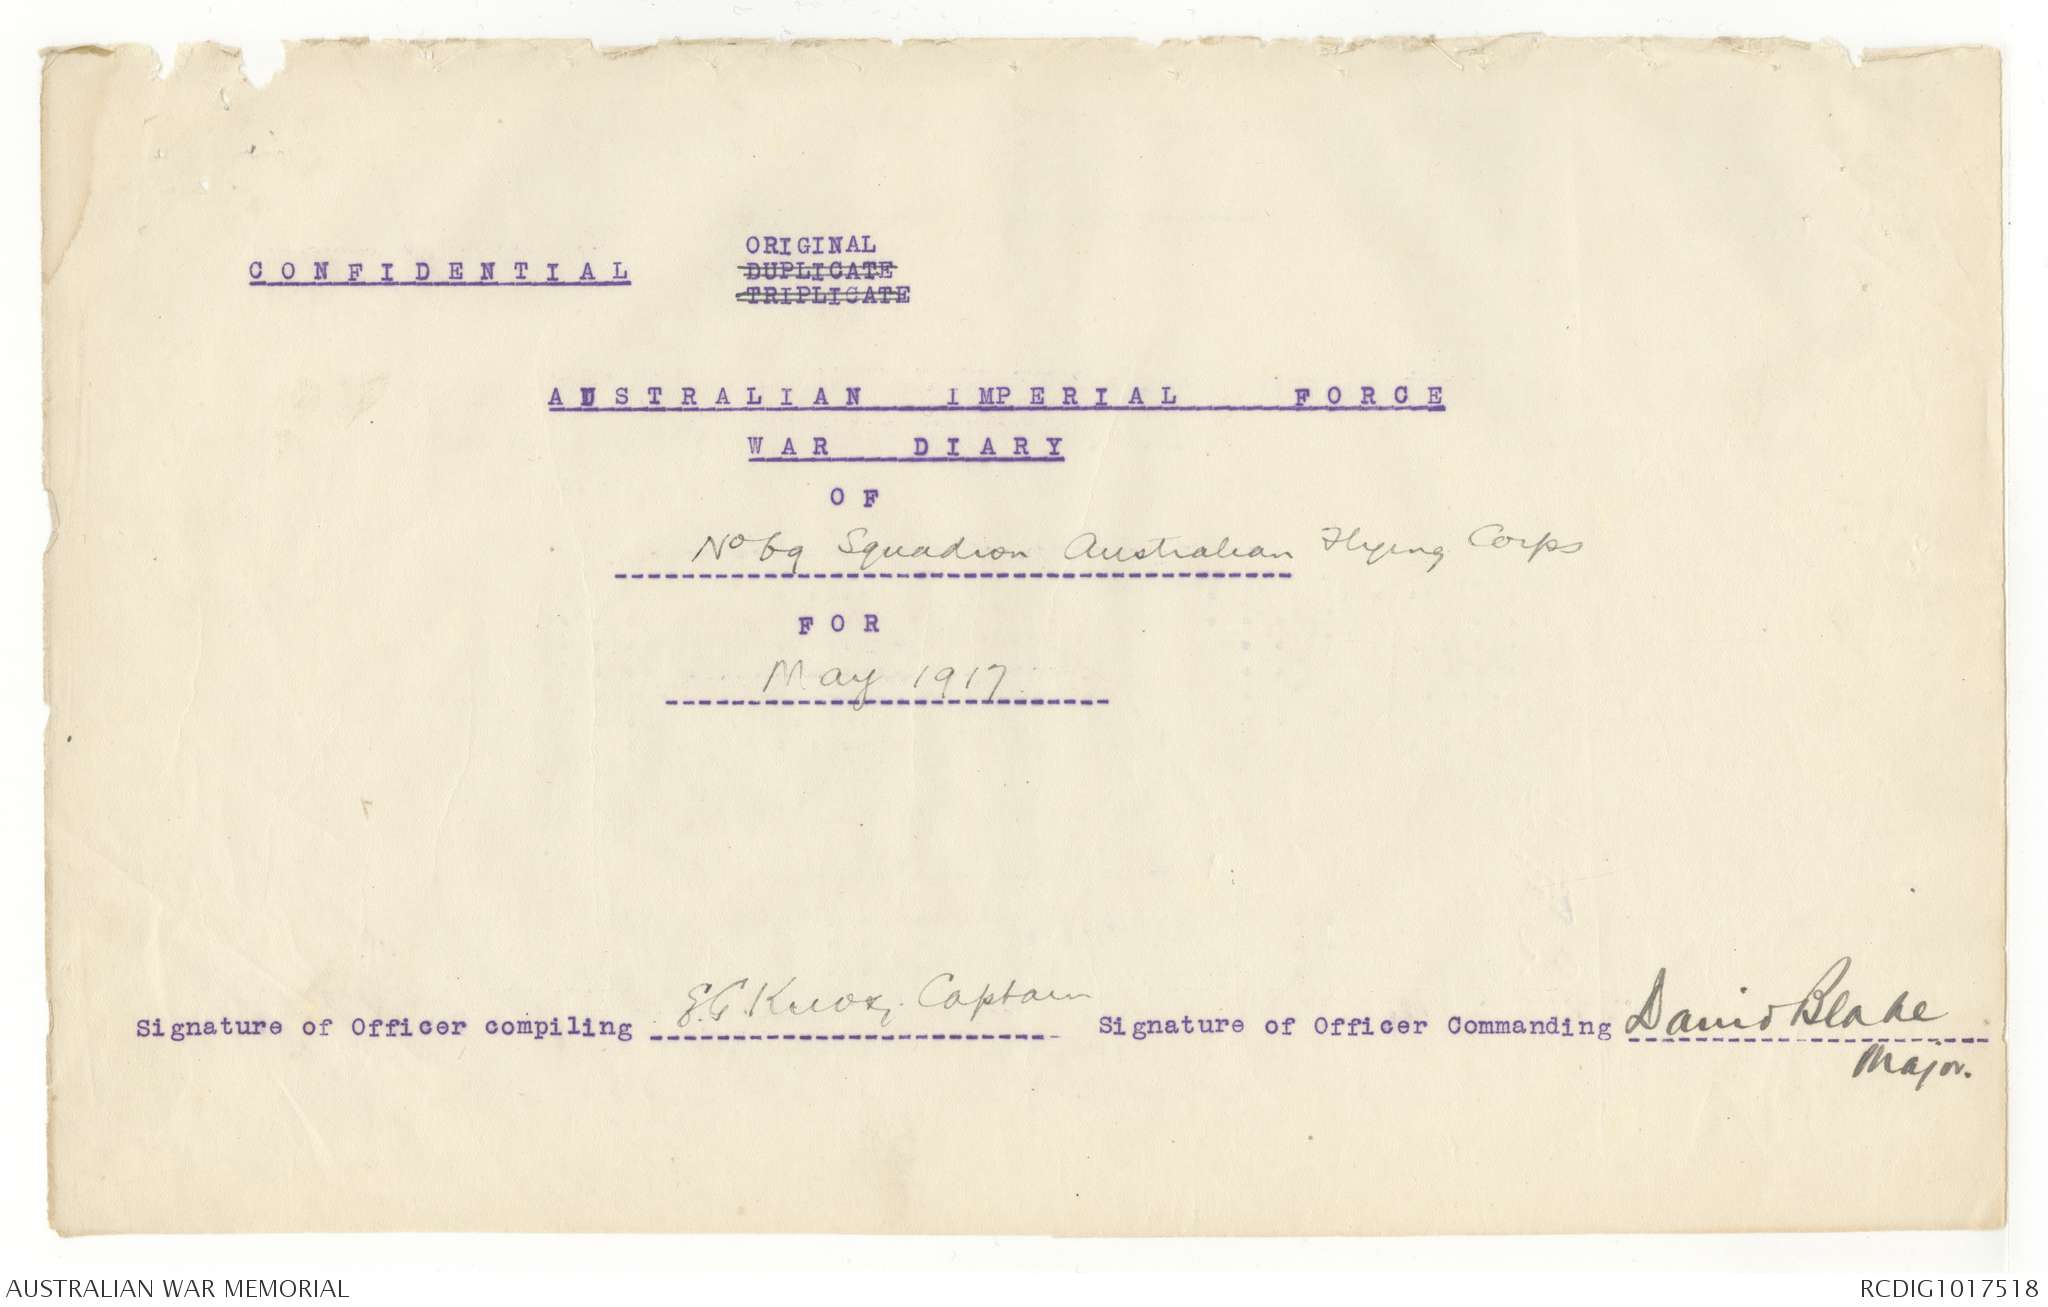 CONFIDENTIAL
ORIGINAL
DUPLICATE
TRIPLICATE
AUSTRALIAN IMPERIAL FORCE
WAR DIARY
OF
No 69 Squadron Australian Flying Corps
FOR
May 1917
Signature of Officer compiling E.G. Knox, Captain
Signature of Officer Commanding David Blake
Major.
AUSTRALIAN WAR MEMORIAL
RCDIG1017518